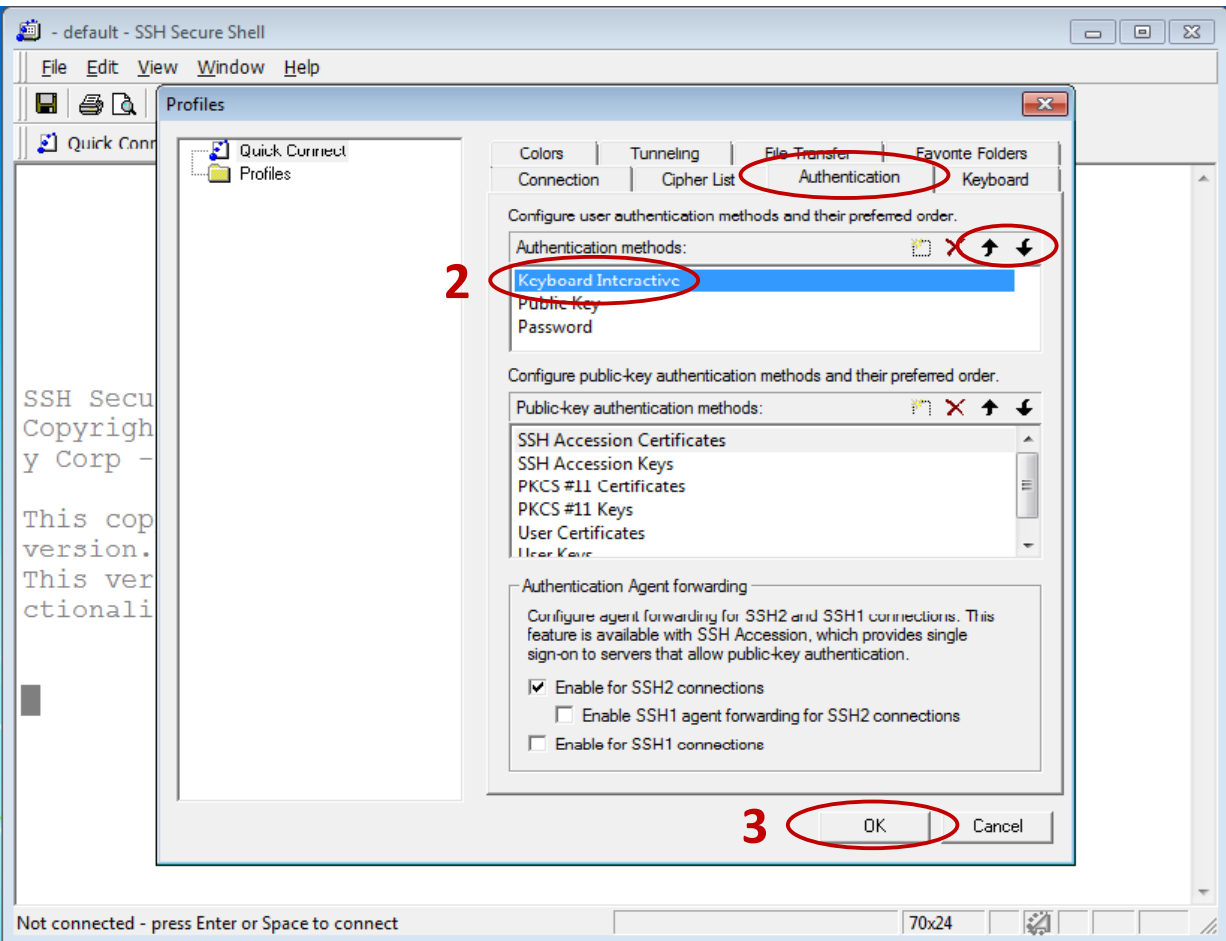 - default - SSH Secure Shell
File Edit View Window Help
Profiles
Quick Conn
Quick Connect
Profiles
Colors Tunneling File Transfer Favorite Folders
Connection Cipher List Authentication Keyboard
Configure user authentication methods and their preferred order.
Authentication methods:
2
Keyboard Interactive
Public Key
Password
Configure public-key authentication methods and their preferred order.
Public-key authentication methods:
SSH Accession Certificates
SSH Accession Keys
PKCS #11 Certificates
PKCS #11 Keys
User Certificates
User Keys
SSH Secu
Copyrigh
y Corp -
This cop
version.
This ver
ctionali
Authentication Agent forwarding
Configure agent forwarding for SSH2 and SSH1 connections. This
feature is available with SSH Accession, which provides single
sign-on to servers that allow public-key authentication.
Enable for SSH2 connections
Enable SSH1 agent forwarding for SSH2 connections
Enable for SSH1 connections
3
OK Cancel
Not connected - press Enter or Space to connect 70x24